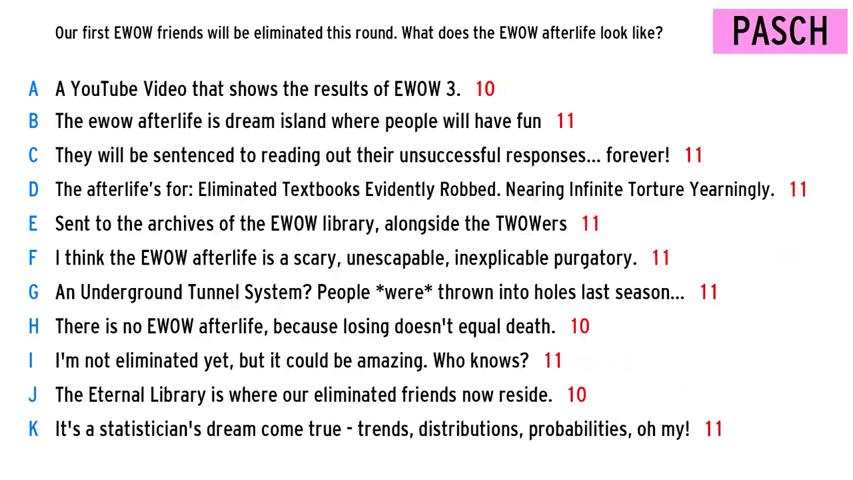 Our first EWOW friends will be eliminated this round. What does the EWOW afterlife look like?
PASCH
A A YouTube Video that shows the results of EWOW 3. 10
B The ewow afterlife is dream island where people will have fun 11
C They will be sentenced to reading out their unsuccessful responses... forever! 11
D The afterlife's for: Eliminated Textbooks Evidently Robbed. Nearing Infinite Torture Yearningly. 11
E Sent to the archives of the EWOW library, alongside the TWOWers 11
F I think the EWOW afterlife is a scary, unescapable, inexplicable purgatory. 11
G An Underground Tunnel System? People *were* thrown into holes last season... 11
H There is no EWOW afterlife, because losing doesn't equal death. 10
I I'm not eliminated yet, but it could be amazing. Who knows? 11
J The Eternal Library is where our eliminated friends now reside. 10
K It's a statistician's dream come true - trends, distributions, probabilities, oh my! 11